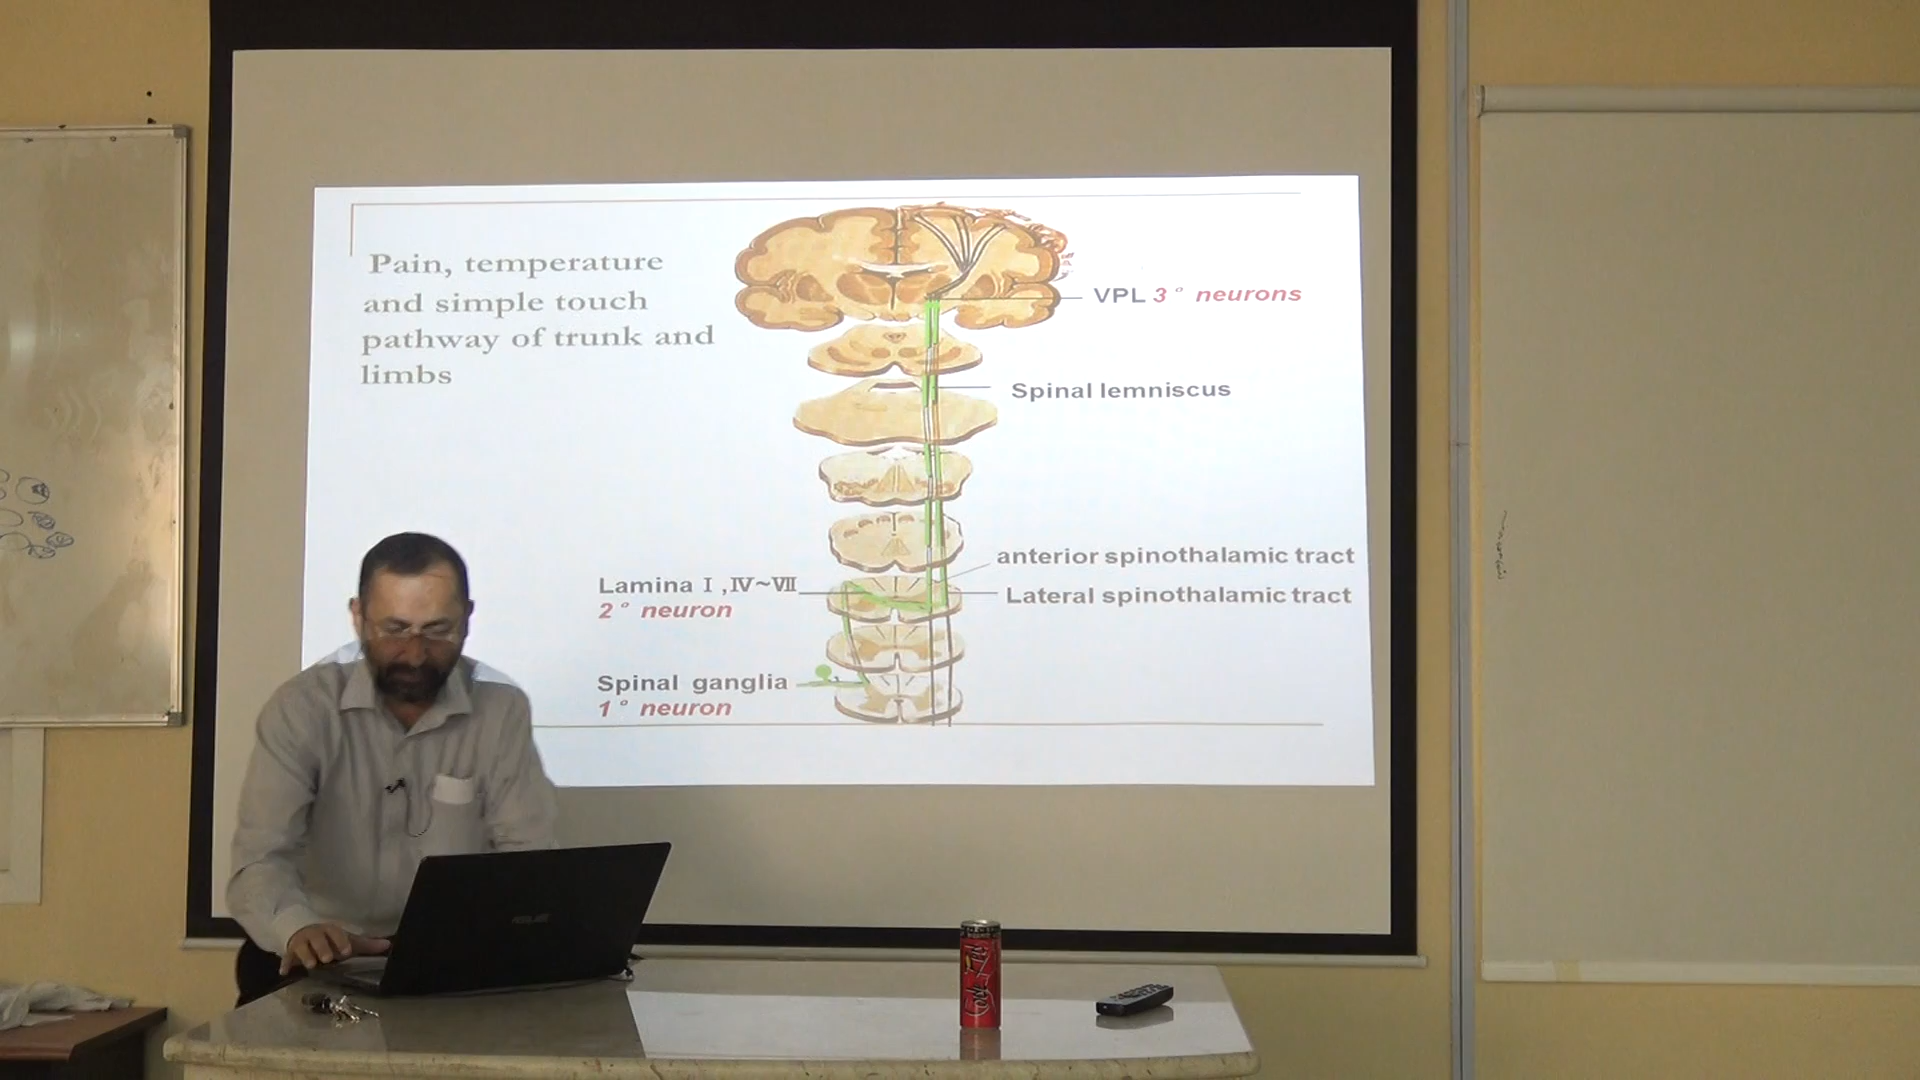 Pain, temperature
and simple touch
pathway of trunk and
limbs
VPL 3° neurons
Spinal lemniscus
anterior spinothalamic tract
Lateral spinothalamic tract
Lamina Ⅰ,Ⅳ~Ⅶ
2° neuron
Spinal ganglia
1° neuron